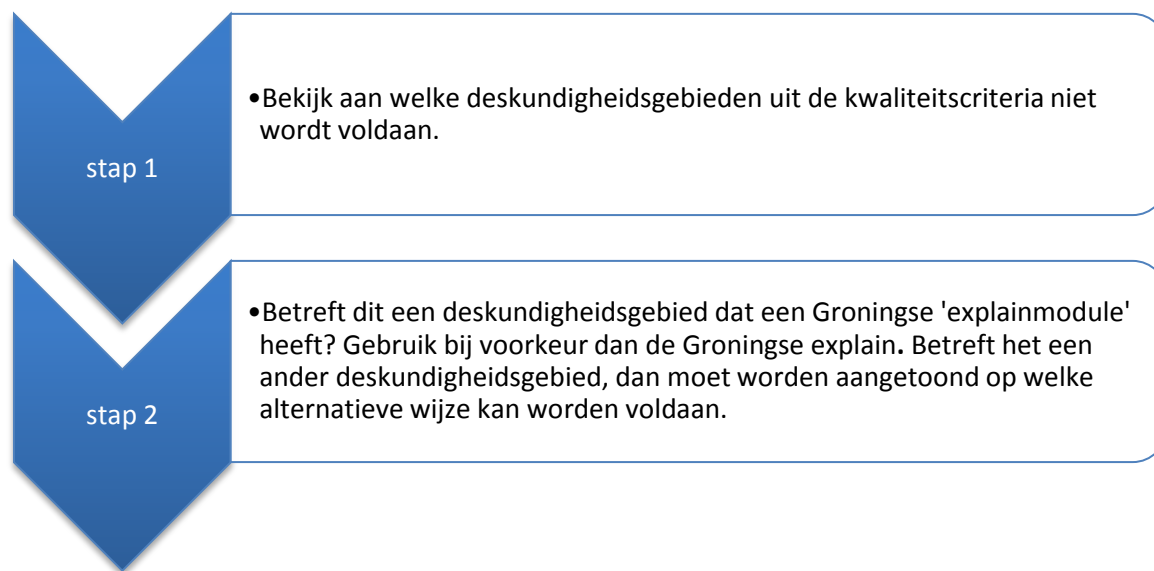 stap 1
•Bekijk aan welke deskundigheidsgebieden uit de kwaliteitscriteria niet
wordt voldaan.
stap 2
•Betreft dit een deskundigheidsgebied dat een Groningse 'explainmodule'
heeft? Gebruik bij voorkeur dan de Groningse explain. Betreft het een
ander deskundigheidsgebied, dan moet worden aangetoond op welke
alternatieve wijze kan worden voldaan.